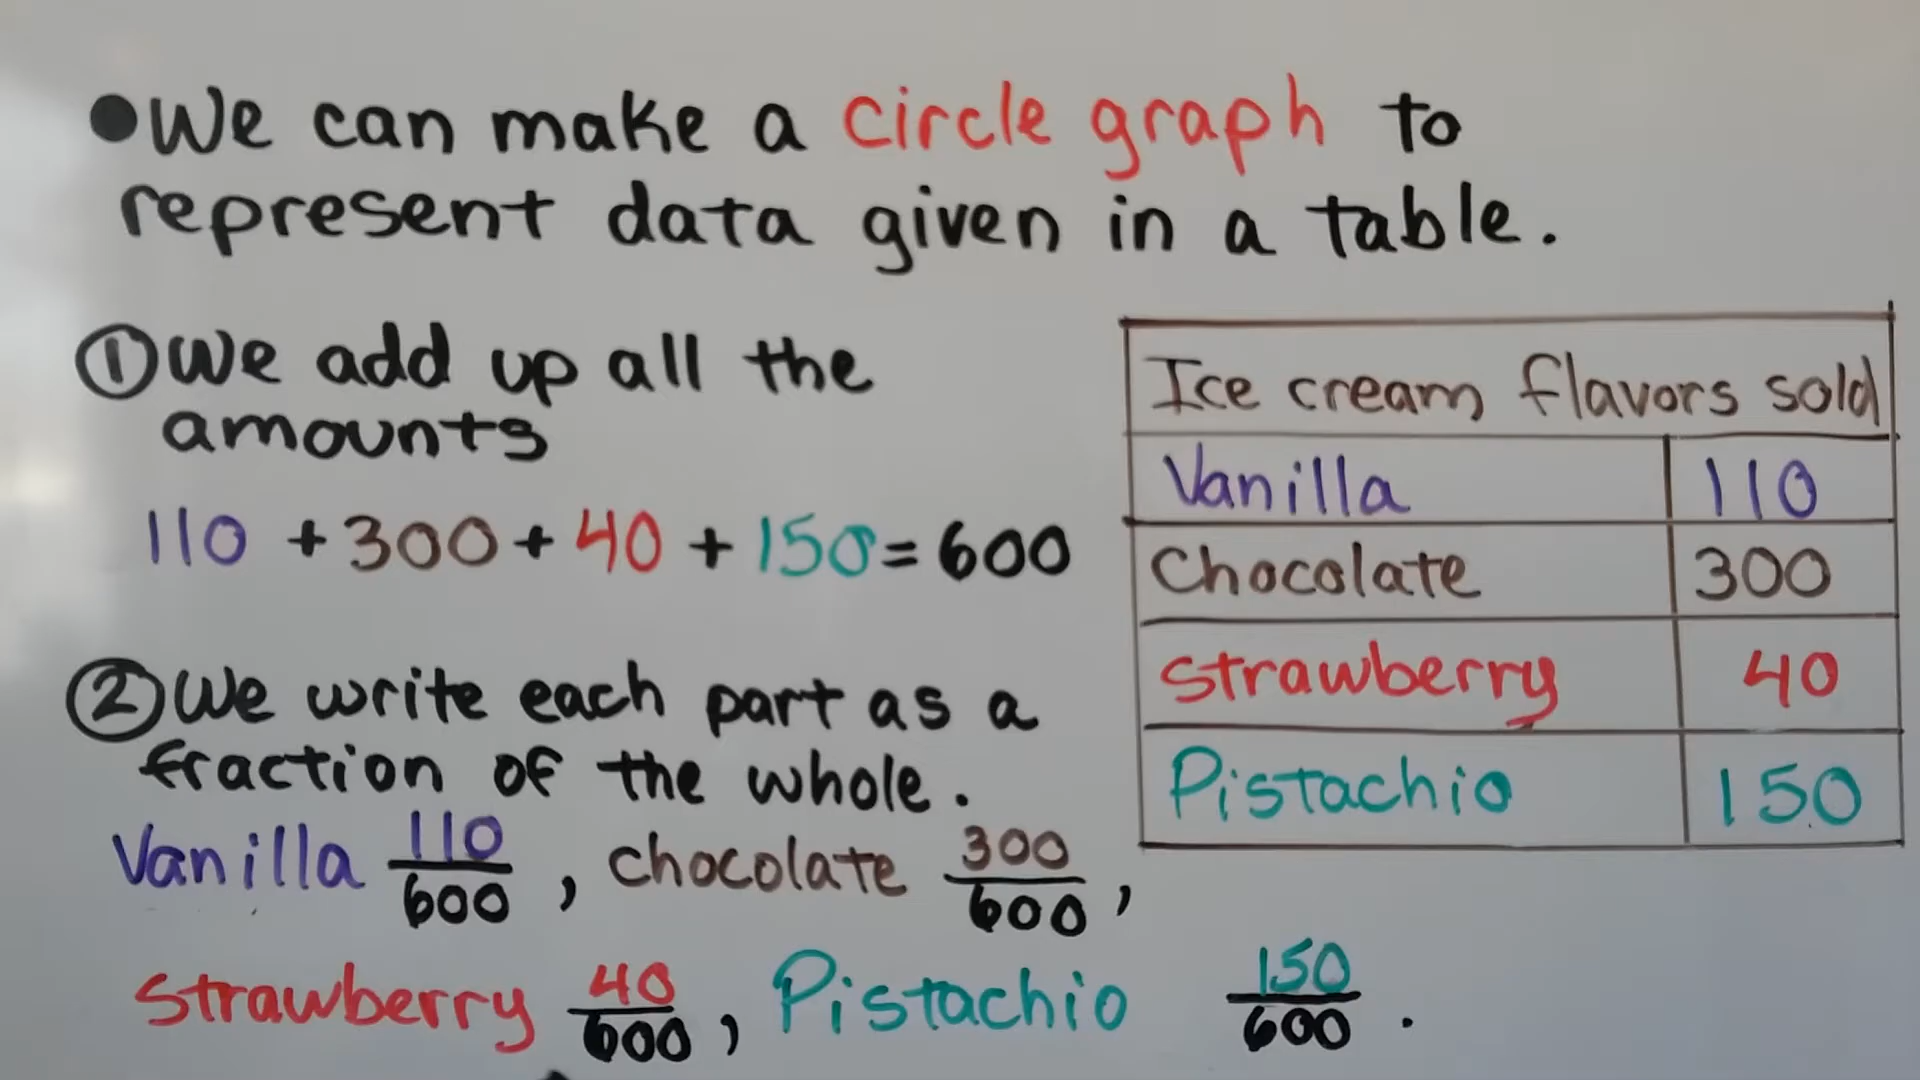 ●We can make a circle graph to
represent data given in a table.
①We add up all the
amounts
110 + 300 + 40 + 150 = 600
②We write each part as a
fraction of the whole.
Vanilla 110/600, chocolate 300/600,
Strawberry 40/600, Pistachio 150/600.
Ice cream flavors sold
Vanilla 110
Chocolate 300
Strawberry 40
Pistachio 150